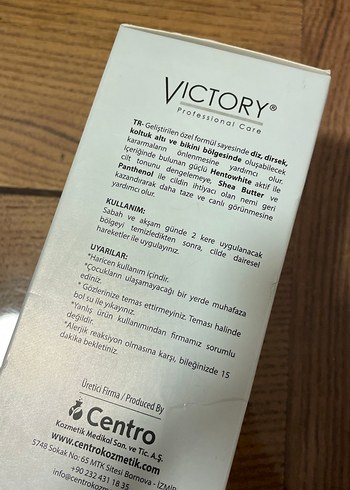 VICTORY®
Professional Care
TR- Geliştirilen özel formül sayesinde diz, dirsek,
koltuk altı ve bikini bölgesinde oluşabilecek
kararmaların önlenmesine yardımcı olur.
İçeriğinde bulunan güçlü Hentowhite aktif ile
cilt tonunu dengelemeye, Shea Butter ve
Panthenol ile cildin ihtiyacı olan nemi geri
kazandırarak daha taze ve canlı görünmesine
yardımcı olur.
KULLANIM:
Sabah ve akşam günde 2 kere uygulanacak
bölgeyi temizledikten sonra, cilde dairesel
hareketler ile uygulayınız.
UYARILAR:
*Haricen kullanım içindir.
*Çocukların ulaşamayacağı bir yerde muhafaza
ediniz.
* Gözlerinize temas ettirmeyiniz. Teması halinde
bol su ile yıkayınız.
*Yanlış ürün kullanımından firmamız sorumlu
değildir.
*Alerjik reaksiyon olmasına karşı, bileğinizde 15
dakika bekletiniz.
Üretici Firma / Produced By
Centro
Kozmetik Medikal San. ve Tic. A.Ş.
www.centrokozmetik.com
5748 Sokak No: 65 MTK Sitesi Bornova - İZMİR
+90 232 431 18 35
info@centrokoz